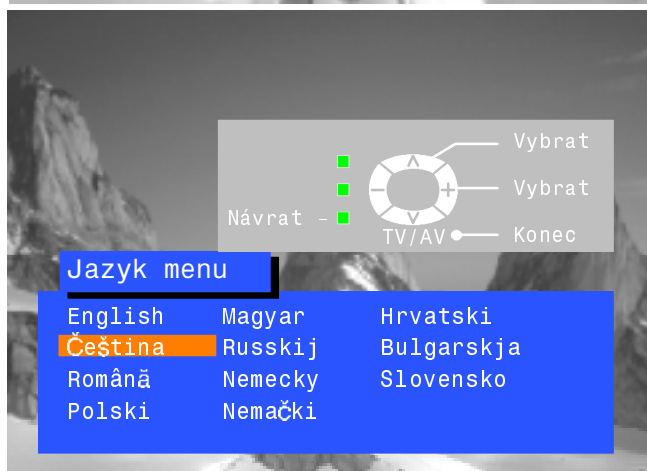 Vybrat
Vybrat
Návrat –
TV/AV
Konec
Jazyk menu
English Magyar Hrvatski
Čeština Russkij Bulgarskja
Română Nemecky Slovensko
Polski Nemački